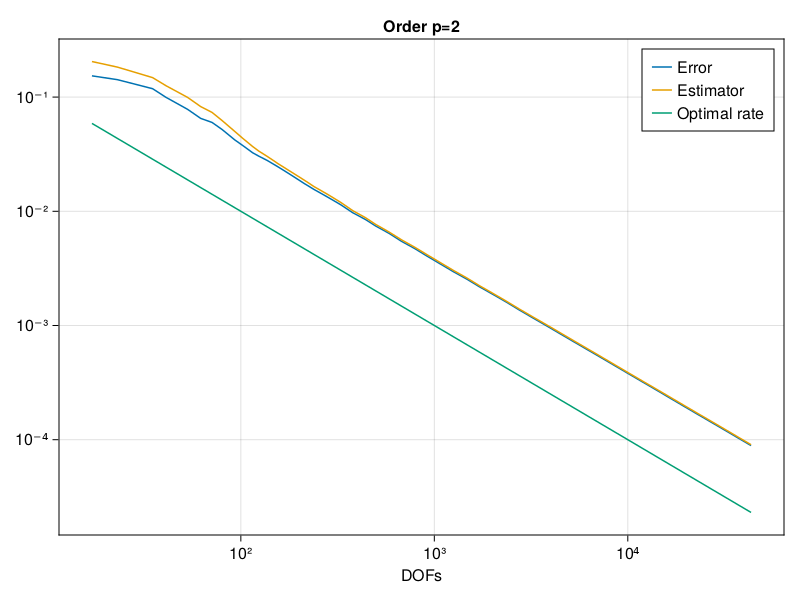 Order p=2
Error
Estimator
Optimal rate
10⁻¹
10⁻²
10⁻³
10⁻⁴
10² 10³ 10⁴
DOFs